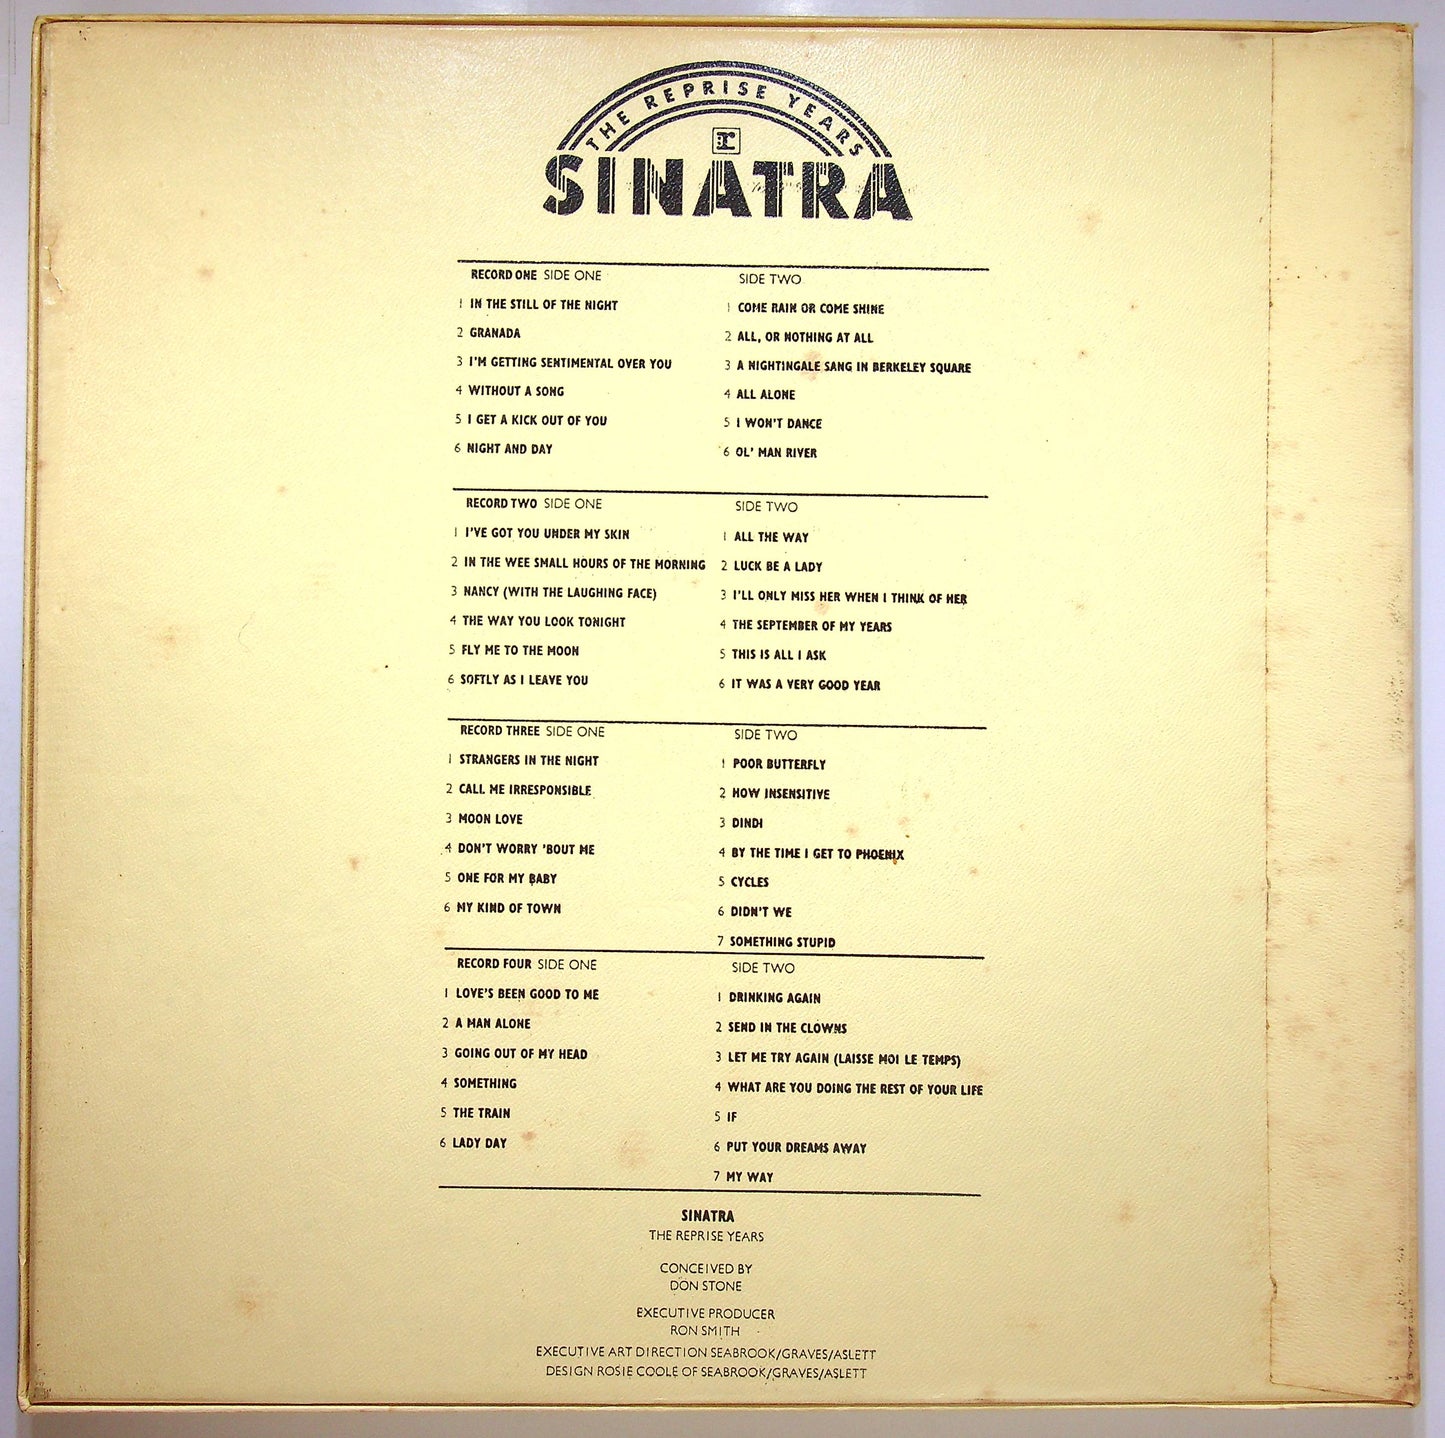 THE REPRISE YEARS
r
SINATRA
RECORD ONE SIDE ONE
1 IN THE STILL OF THE NIGHT
2 GRANADA
3 I'M GETTING SENTIMENTAL OVER YOU
4 WITHOUT A SONG
5 I GET A KICK OUT OF YOU
6 NIGHT AND DAY
SIDE TWO
1 COME RAIN OR COME SHINE
2 ALL, OR NOTHING AT ALL
3 A NIGHTINGALE SANG IN BERKELEY SQUARE
4 ALL ALONE
5 I WON'T DANCE
6 OL' MAN RIVER
RECORD TWO SIDE ONE
1 I'VE GOT YOU UNDER MY SKIN
2 IN THE WEE SMALL HOURS OF THE MORNING
3 NANCY (WITH THE LAUGHING FACE)
4 THE WAY YOU LOOK TONIGHT
5 FLY ME TO THE MOON
6 SOFTLY AS I LEAVE YOU
SIDE TWO
1 ALL THE WAY
2 LUCK BE A LADY
3 I'LL ONLY MISS HER WHEN I THINK OF HER
4 THE SEPTEMBER OF MY YEARS
5 THIS IS ALL I ASK
6 IT WAS A VERY GOOD YEAR
RECORD THREE SIDE ONE
1 STRANGERS IN THE NIGHT
2 CALL ME IRRESPONSIBLE
3 MOON LOVE
4 DON'T WORRY 'BOUT ME
5 ONE FOR MY BABY
6 MY KIND OF TOWN
SIDE TWO
1 POOR BUTTERFLY
2 HOW INSENSITIVE
3 DINDI
4 BY THE TIME I GET TO PHOENIX
5 CYCLES
6 DIDN'T WE
7 SOMETHING STUPID
RECORD FOUR SIDE ONE
1 LOVE'S BEEN GOOD TO ME
2 A MAN ALONE
3 GOING OUT OF MY HEAD
4 SOMETHING
5 THE TRAIN
6 LADY DAY
SIDE TWO
1 DRINKING AGAIN
2 SEND IN THE CLOWNS
3 LET ME TRY AGAIN (LAISSE MOI LE TEMPS)
4 WHAT ARE YOU DOING THE REST OF YOUR LIFE
5 IF
6 PUT YOUR DREAMS AWAY
7 MY WAY
SINATRA
THE REPRISE YEARS
CONCEIVED BY
DON STONE
EXECUTIVE PRODUCER
RON SMITH
EXECUTIVE ART DIRECTION SEABROOK/GRAVES/ASLETT
DESIGN ROSIE COOLE OF SEABROOK/GRAVES/ASLETT